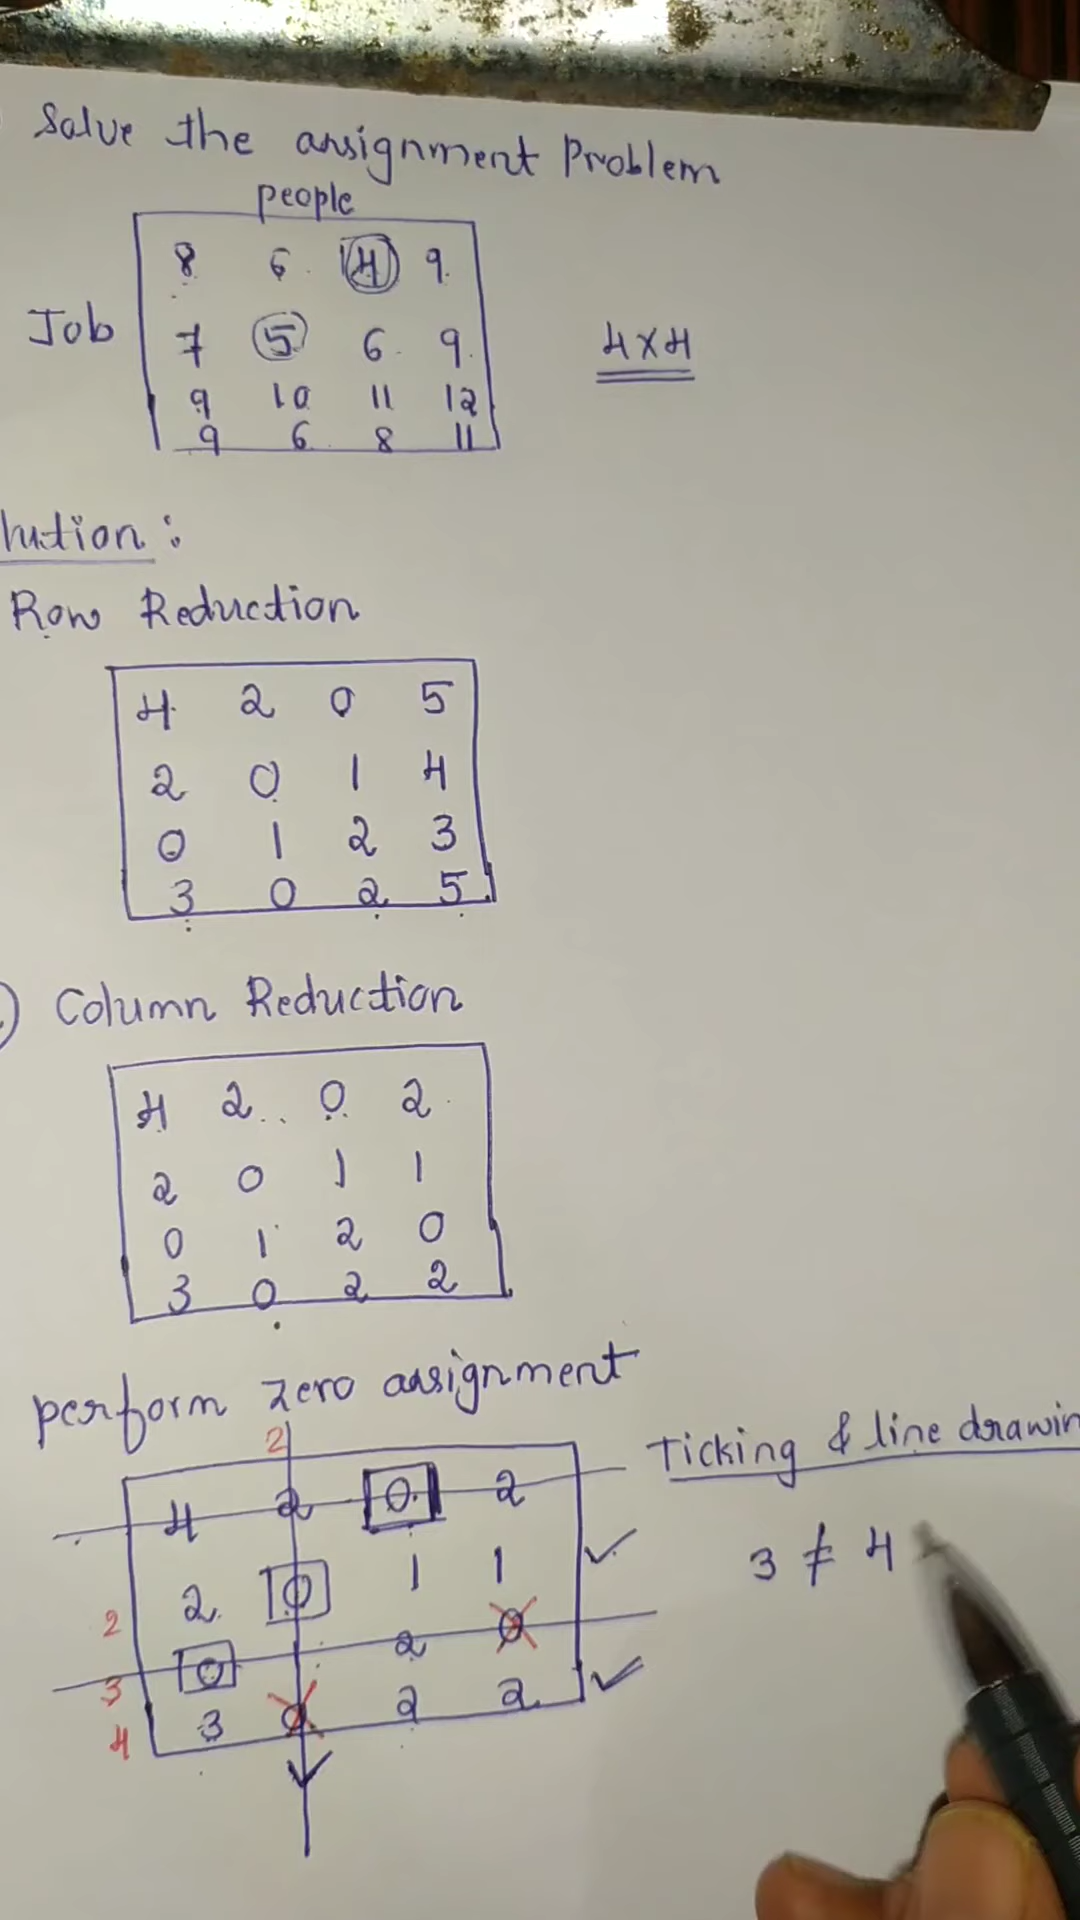 Solve the assignment Problem
people
8 6 4 9
Job
7 5 6 9
4x4
9 10 11 12
9 6 8 11
lution :
Row Reduction
4 2 0 5
2 0 1 4
0 1 2 3
3 0 2 5
) Column Reduction
4 2 0 2
2 0 1 1
0 1 2 0
3 0 2 2
perform zero assignment
2
Ticking & line drawin
4 2 0 2
3 ≠ 4
2 2 0 1 1
3 0 2 0
4 3 0 2 2